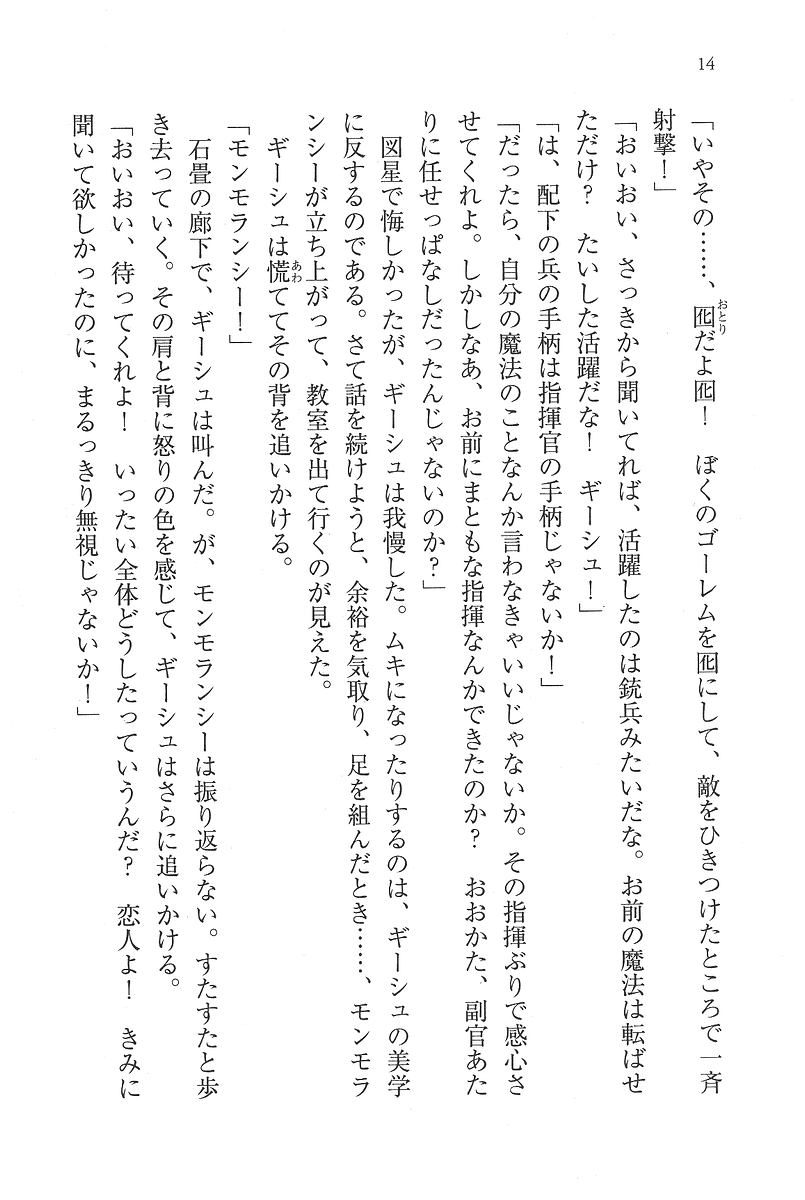 14
「いやその……、囮だよ囮！　ぼくのゴーレムを囮にして、敵をひきつけたところで一斉
射撃！」
「おいおい、さっきから聞いてれば、活躍したのは銃兵みたいだな。お前の魔法は転ばせ
ただけ？　たいした活躍だな！　ギーシュ！」
「は、配下の兵の手柄は指揮官の手柄じゃないか！」
「だったら、自分の魔法のことなんか言わなきゃいいじゃないか。その指揮ぶりで感心さ
せてくれよ。しかしなあ、お前にまともな指揮なんかできたのか？　おおかた、副官あた
りに任せっぱなしだったんじゃないのか？」
　図星で悔しかったが、ギーシュは我慢した。ムキになったりするのは、ギーシュの美学
に反するのである。さて話を続けようと、余裕を気取り、足を組んだとき……、モンモラ
ンシーが立ち上がって、教室を出て行くのが見えた。
　ギーシュは慌ててその背を追いかける。
「モンモランシー！」
　石畳の廊下で、ギーシュは叫んだ。が、モンモランシーは振り返らない。すたすたと歩
き去っていく。その肩と背に怒りの色を感じて、ギーシュはさらに追いかける。
「おいおい、待ってくれよ！　いったい全体どうしたっていうんだ？　恋人よ！　きみに
聞いて欲しかったのに、まるっきり無視じゃないか！」